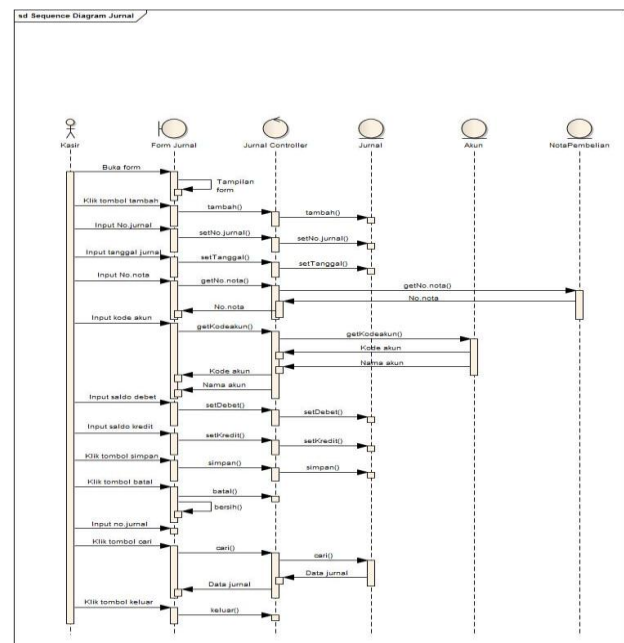 sd Sequence Diagram Jurnal
Kasir
Form Jurnal
Jurnal Controller
Jurnal
Akun
NotaPembelian
Buka form
Tampilan
form
Klik tombol tambah
tambah()
tambah()
Input No.jurnal
setNo.jurnal()
setNo.jurnal()
Input tanggal jurnal
setTanggal()
setTanggal()
Input No.nota
getNo.nota()
getNo.nota()
No.nota
No.nota
Input kode akun
getKodeakun()
getKodeakun()
Kode akun
Nama akun
Kode akun
Nama akun
Input saldo debet
setDebet()
setDebet()
Input saldo kredit
setKredit()
setKredit()
Klik tombol simpan
simpan()
simpan()
Klik tombol batal
batal()
bersih()
Input no.jurnal
Klik tombol cari
cari()
cari()
Data jurnal
Data jurnal
Klik tombol keluar
keluar()